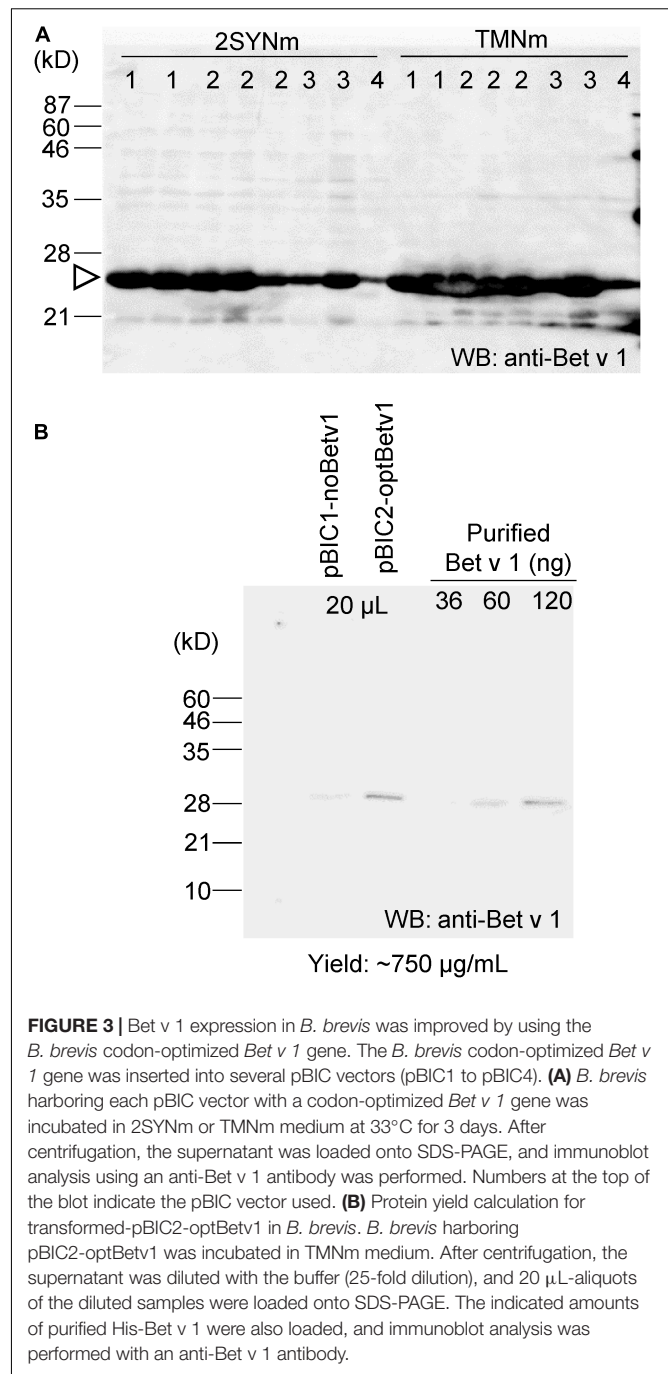 A
(kD)
2SYNm TMNm
1 1 2 2 2 3 3 4 1 1 2 2 2 3 3 4
87
60
46
35
28
21
WB: anti-Bet v 1
B
pBIC1-noBetv1
pBIC2-optBetv1
Purified
Bet v 1 (ng)
20 µL 36 60 120
(kD)
60
46
35
28
21
10
WB: anti-Bet v 1
Yield: ~750 µg/mL
FIGURE 3 | Bet v 1 expression in B. brevis was improved by using the
B. brevis codon-optimized Bet v 1 gene. The B. brevis codon-optimized Bet v
1 gene was inserted into several pBIC vectors (pBIC1 to pBIC4). (A) B. brevis
harboring each pBIC vector with a codon-optimized Bet v 1 gene was
incubated in 2SYNm or TMNm medium at 33°C for 3 days. After
centrifugation, the supernatant was loaded onto SDS-PAGE, and immunoblot
analysis using an anti-Bet v 1 antibody was performed. Numbers at the top of
the blot indicate the pBIC vector used. (B) Protein yield calculation for
transformed-pBIC2-optBetv1 in B. brevis. B. brevis harboring
pBIC2-optBetv1 was incubated in TMNm medium. After centrifugation, the
supernatant was diluted with the buffer (25-fold dilution), and 20 µL-aliquots
of the diluted samples were loaded onto SDS-PAGE. The indicated amounts
of purified His-Bet v 1 were also loaded, and immunoblot analysis was
performed with an anti-Bet v 1 antibody.